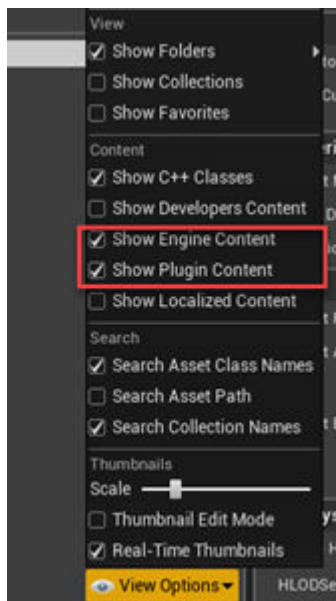 View
Show Folders
Show Collections
Show Favorites
Content
Show C++ Classes
Show Developers Content
Show Engine Content
Show Plugin Content
Show Localized Content
Search
Search Asset Class Names
Search Asset Path
Search Collection Names
Thumbnails
Scale
Thumbnail Edit Mode
Real-Time Thumbnails
View Options
HLODSe